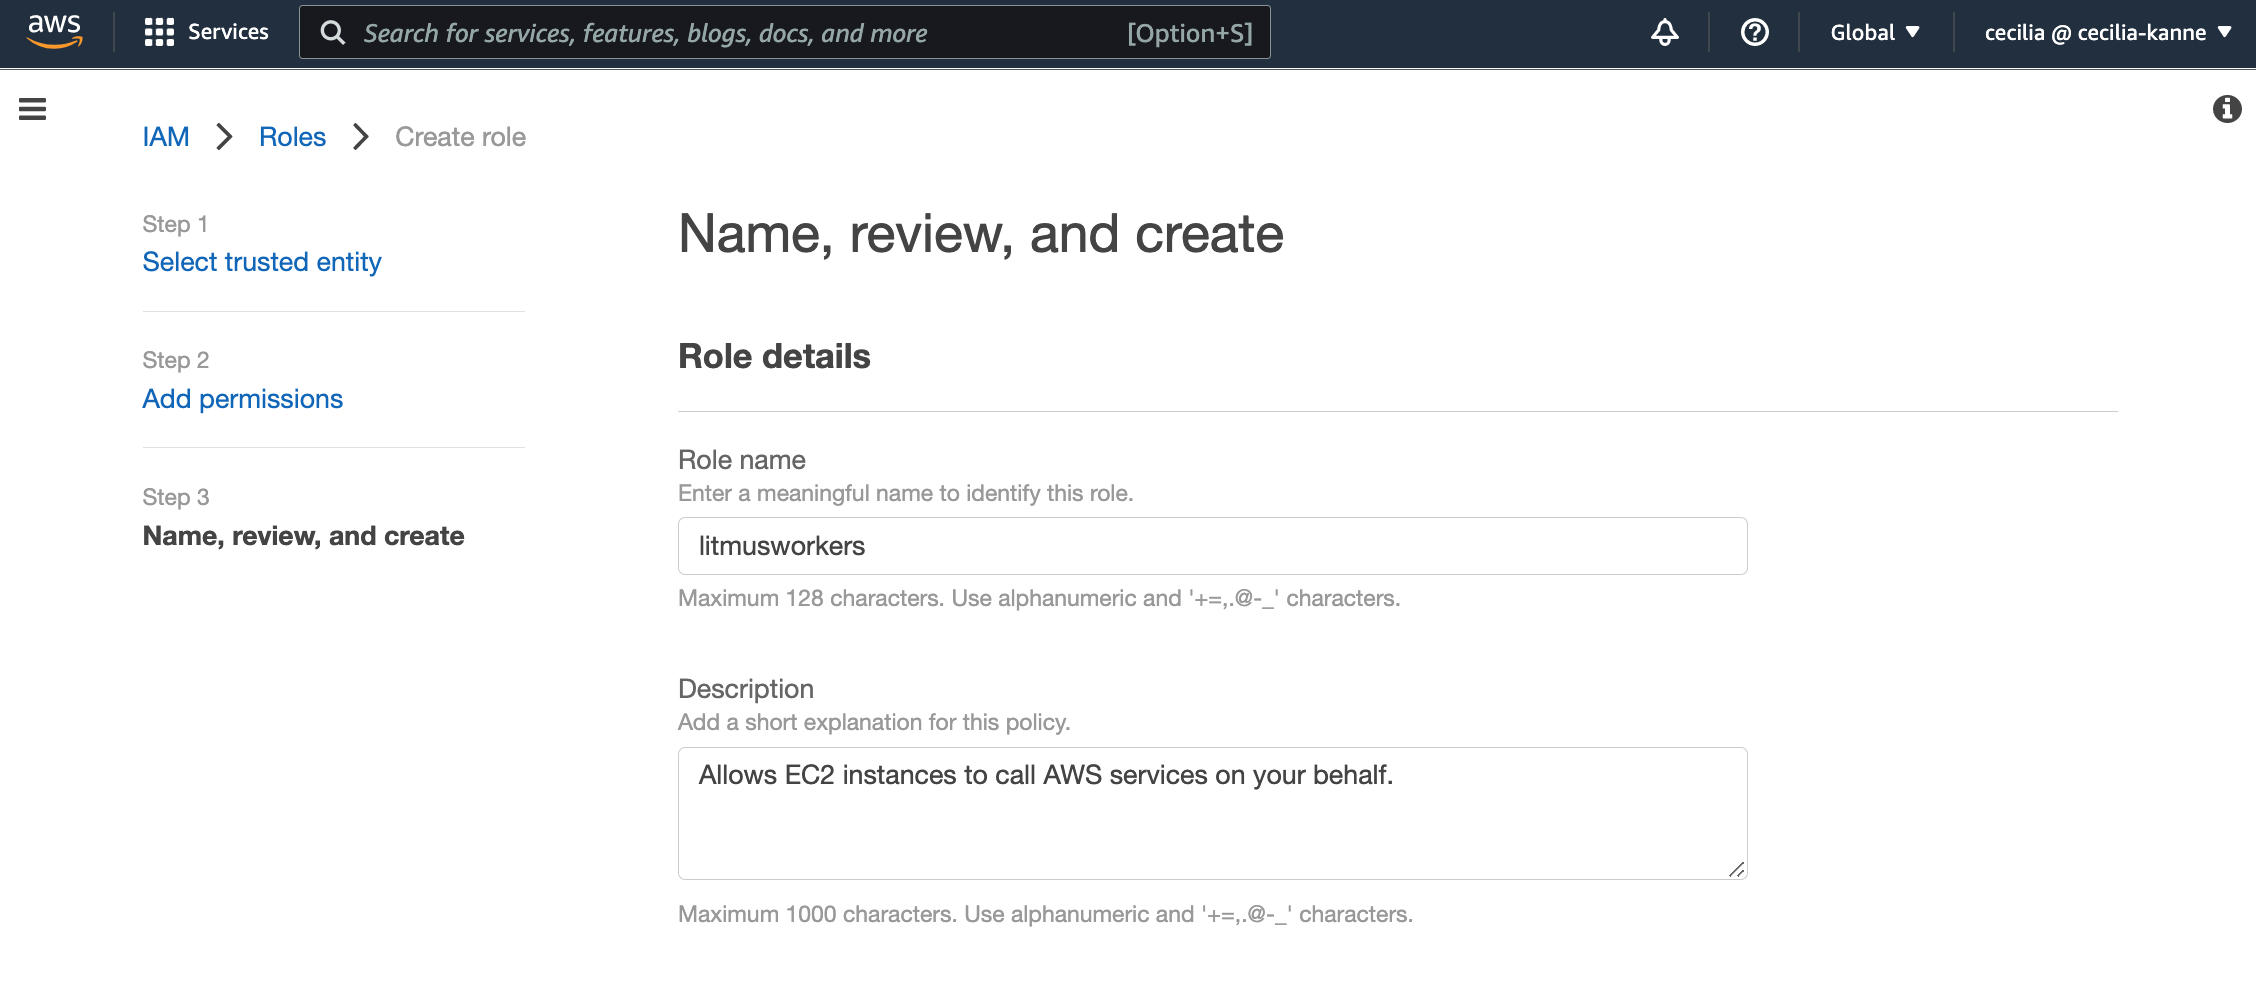 aws Services Search for services, features, blogs, docs, and more [Option+S] Global cecilia @ cecilia-kanne
IAM Roles Create role
Step 1
Select trusted entity
Step 2
Add permissions
Step 3
Name, review, and create
Name, review, and create
Role details
Role name
Enter a meaningful name to identify this role.
litmusworkers
Maximum 128 characters. Use alphanumeric and '+=,.@-_' characters.
Description
Add a short explanation for this policy.
Allows EC2 instances to call AWS services on your behalf.
Maximum 1000 characters. Use alphanumeric and '+=,.@-_' characters.